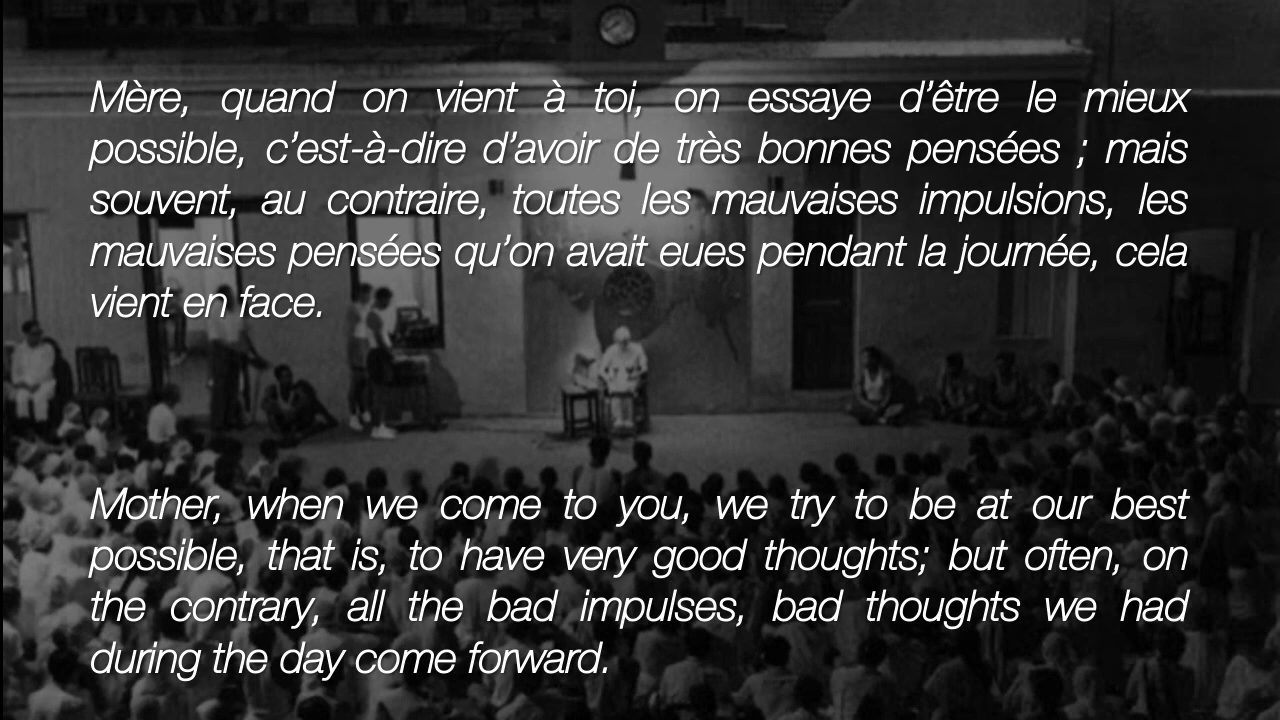 Mère, quand on vient à toi, on essaye d’être le mieux
possible, c’est-à-dire d’avoir de très bonnes pensées ; mais
souvent, au contraire, toutes les mauvaises impulsions, les
mauvaises pensées qu’on avait eues pendant la journée, cela
vient en face.
Mother, when we come to you, we try to be at our best
possible, that is, to have very good thoughts; but often, on
the contrary, all the bad impulses, bad thoughts we had
during the day come forward.